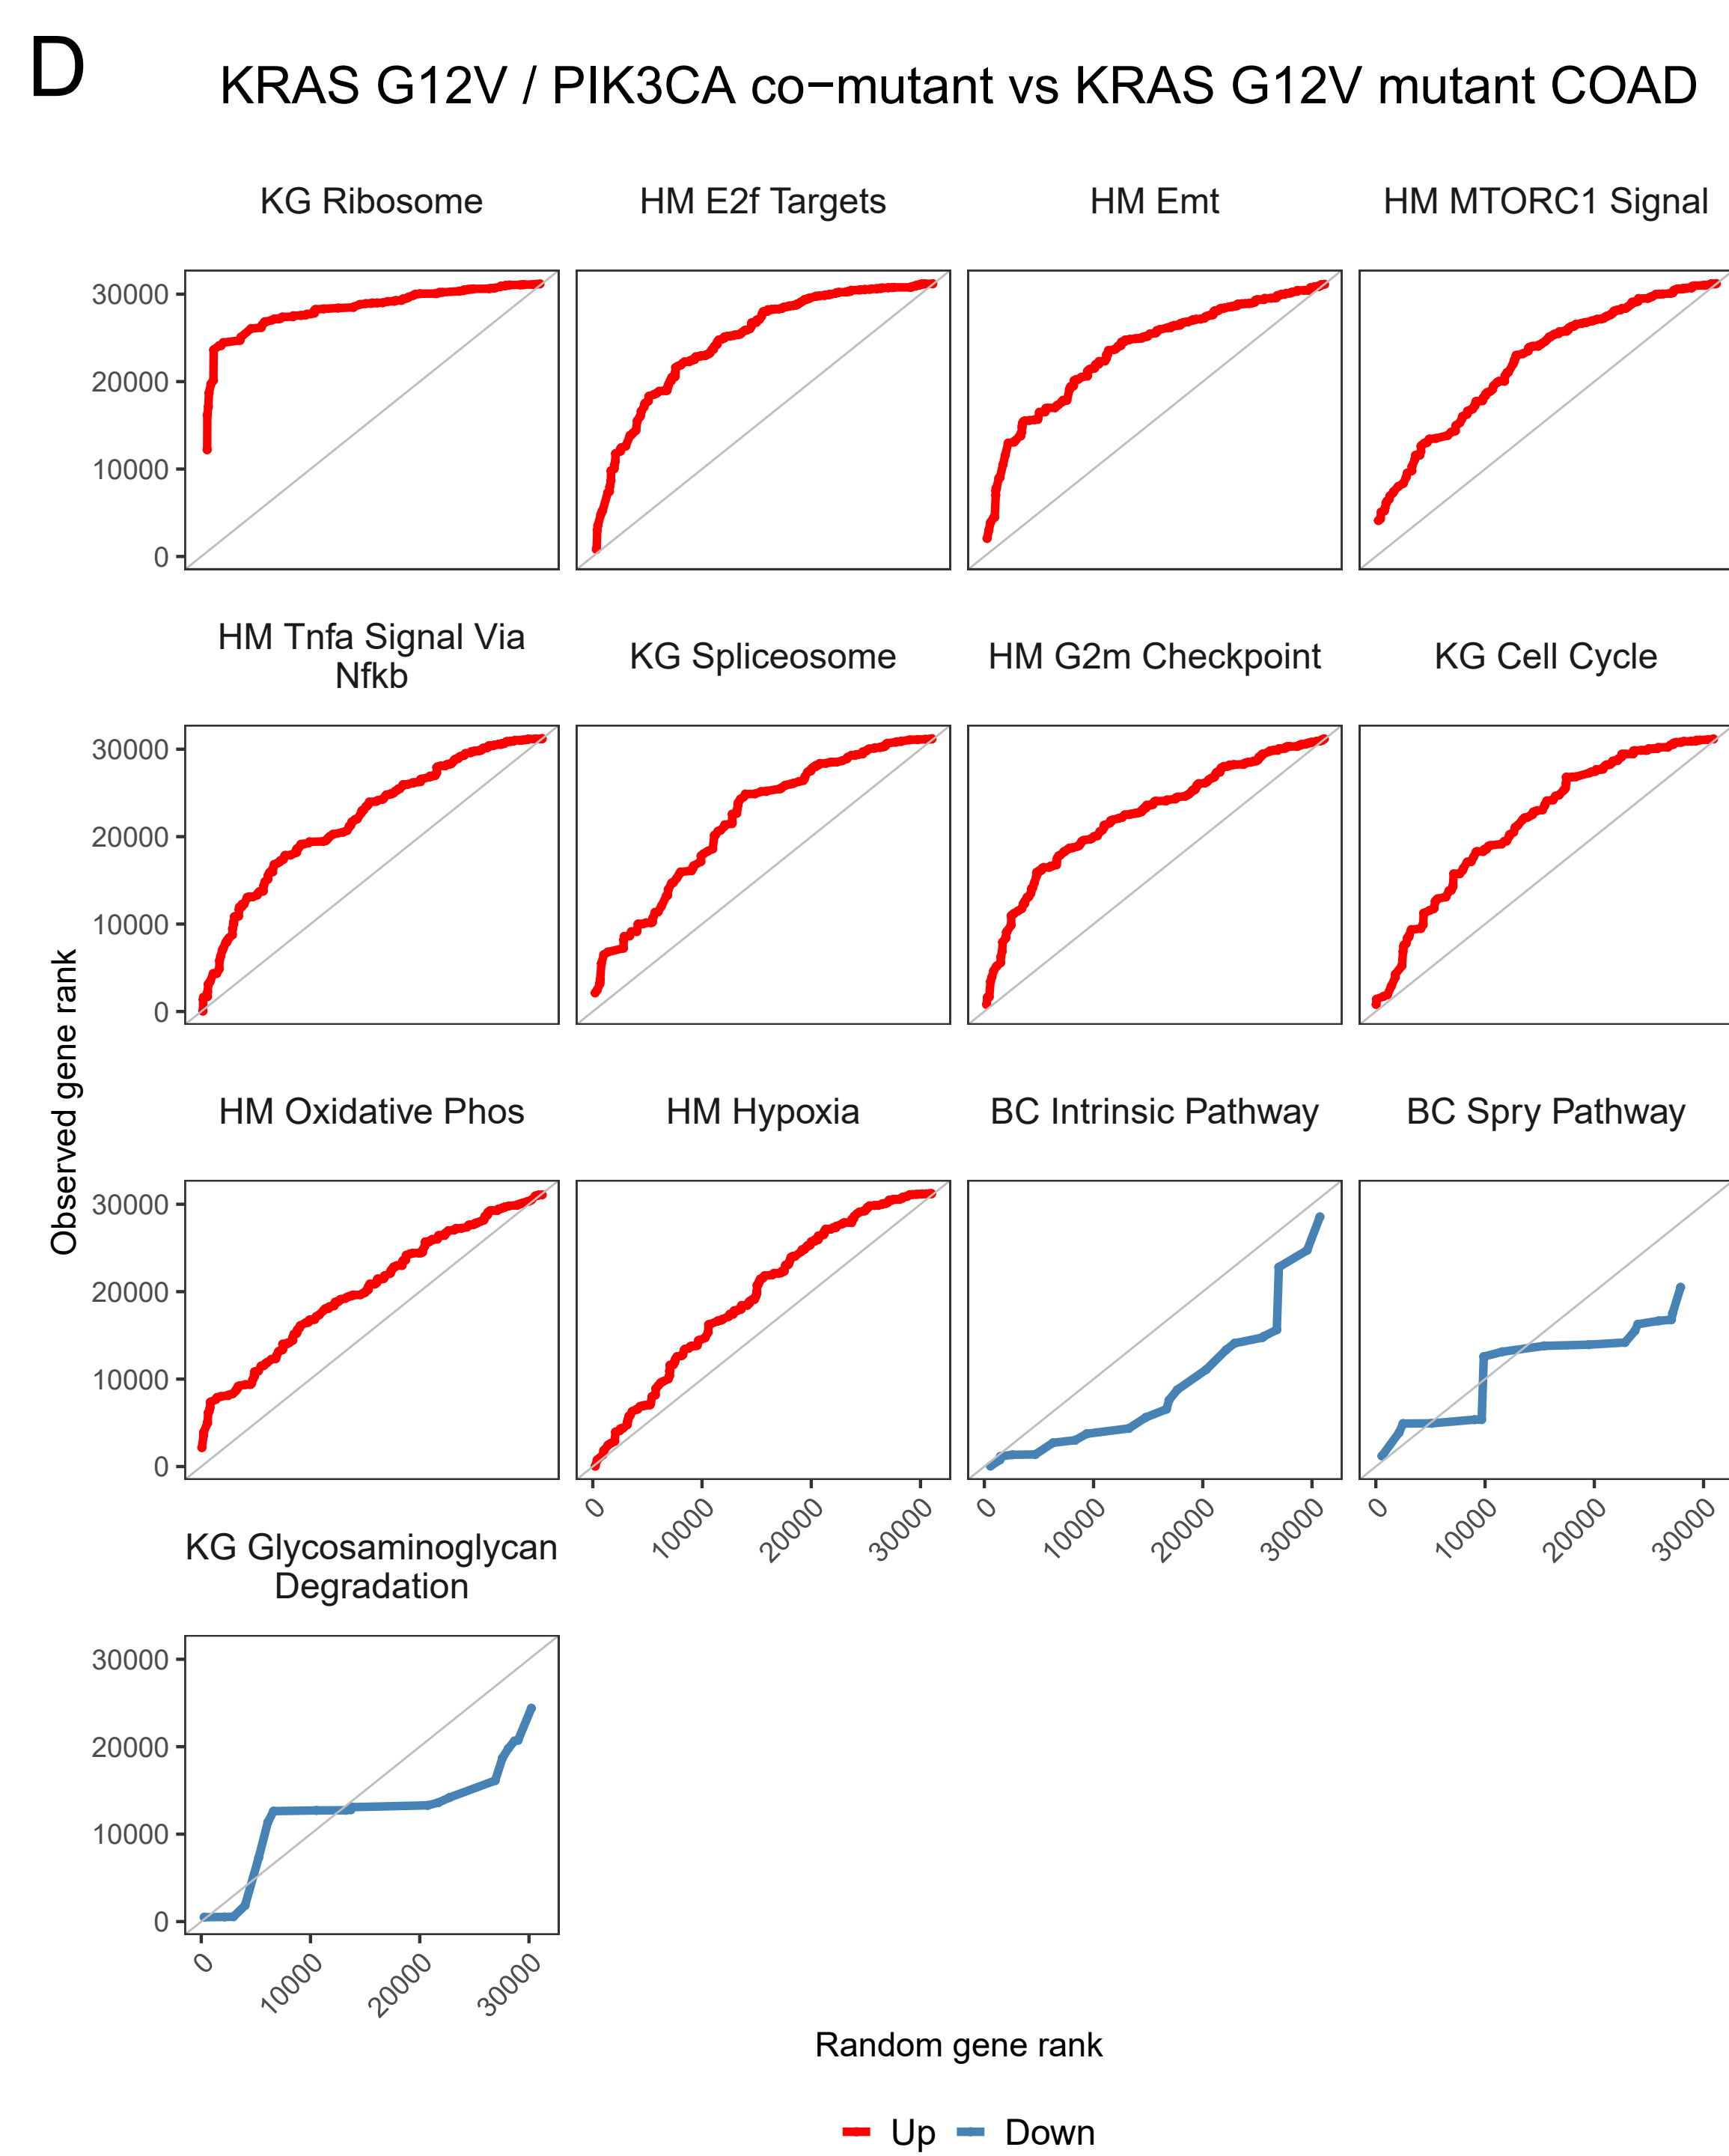 D
KRAS G12V / PIK3CA co−mutant vs KRAS G12V mutant COAD
KG Ribosome
HM E2f Targets
HM Emt
HM MTORC1 Signal
30000
20000
10000
0
HM Tnfa Signal Via
Nfkb
KG Spliceosome
HM G2m Checkpoint
KG Cell Cycle
30000
20000
10000
0
Observed gene rank
HM Oxidative Phos
HM Hypoxia
BC Intrinsic Pathway
BC Spry Pathway
30000
20000
10000
0
0
10000
20000
30000
0
10000
20000
30000
0
10000
20000
30000
KG Glycosaminoglycan
Degradation
30000
20000
10000
0
0
10000
20000
30000
Random gene rank
Up
Down